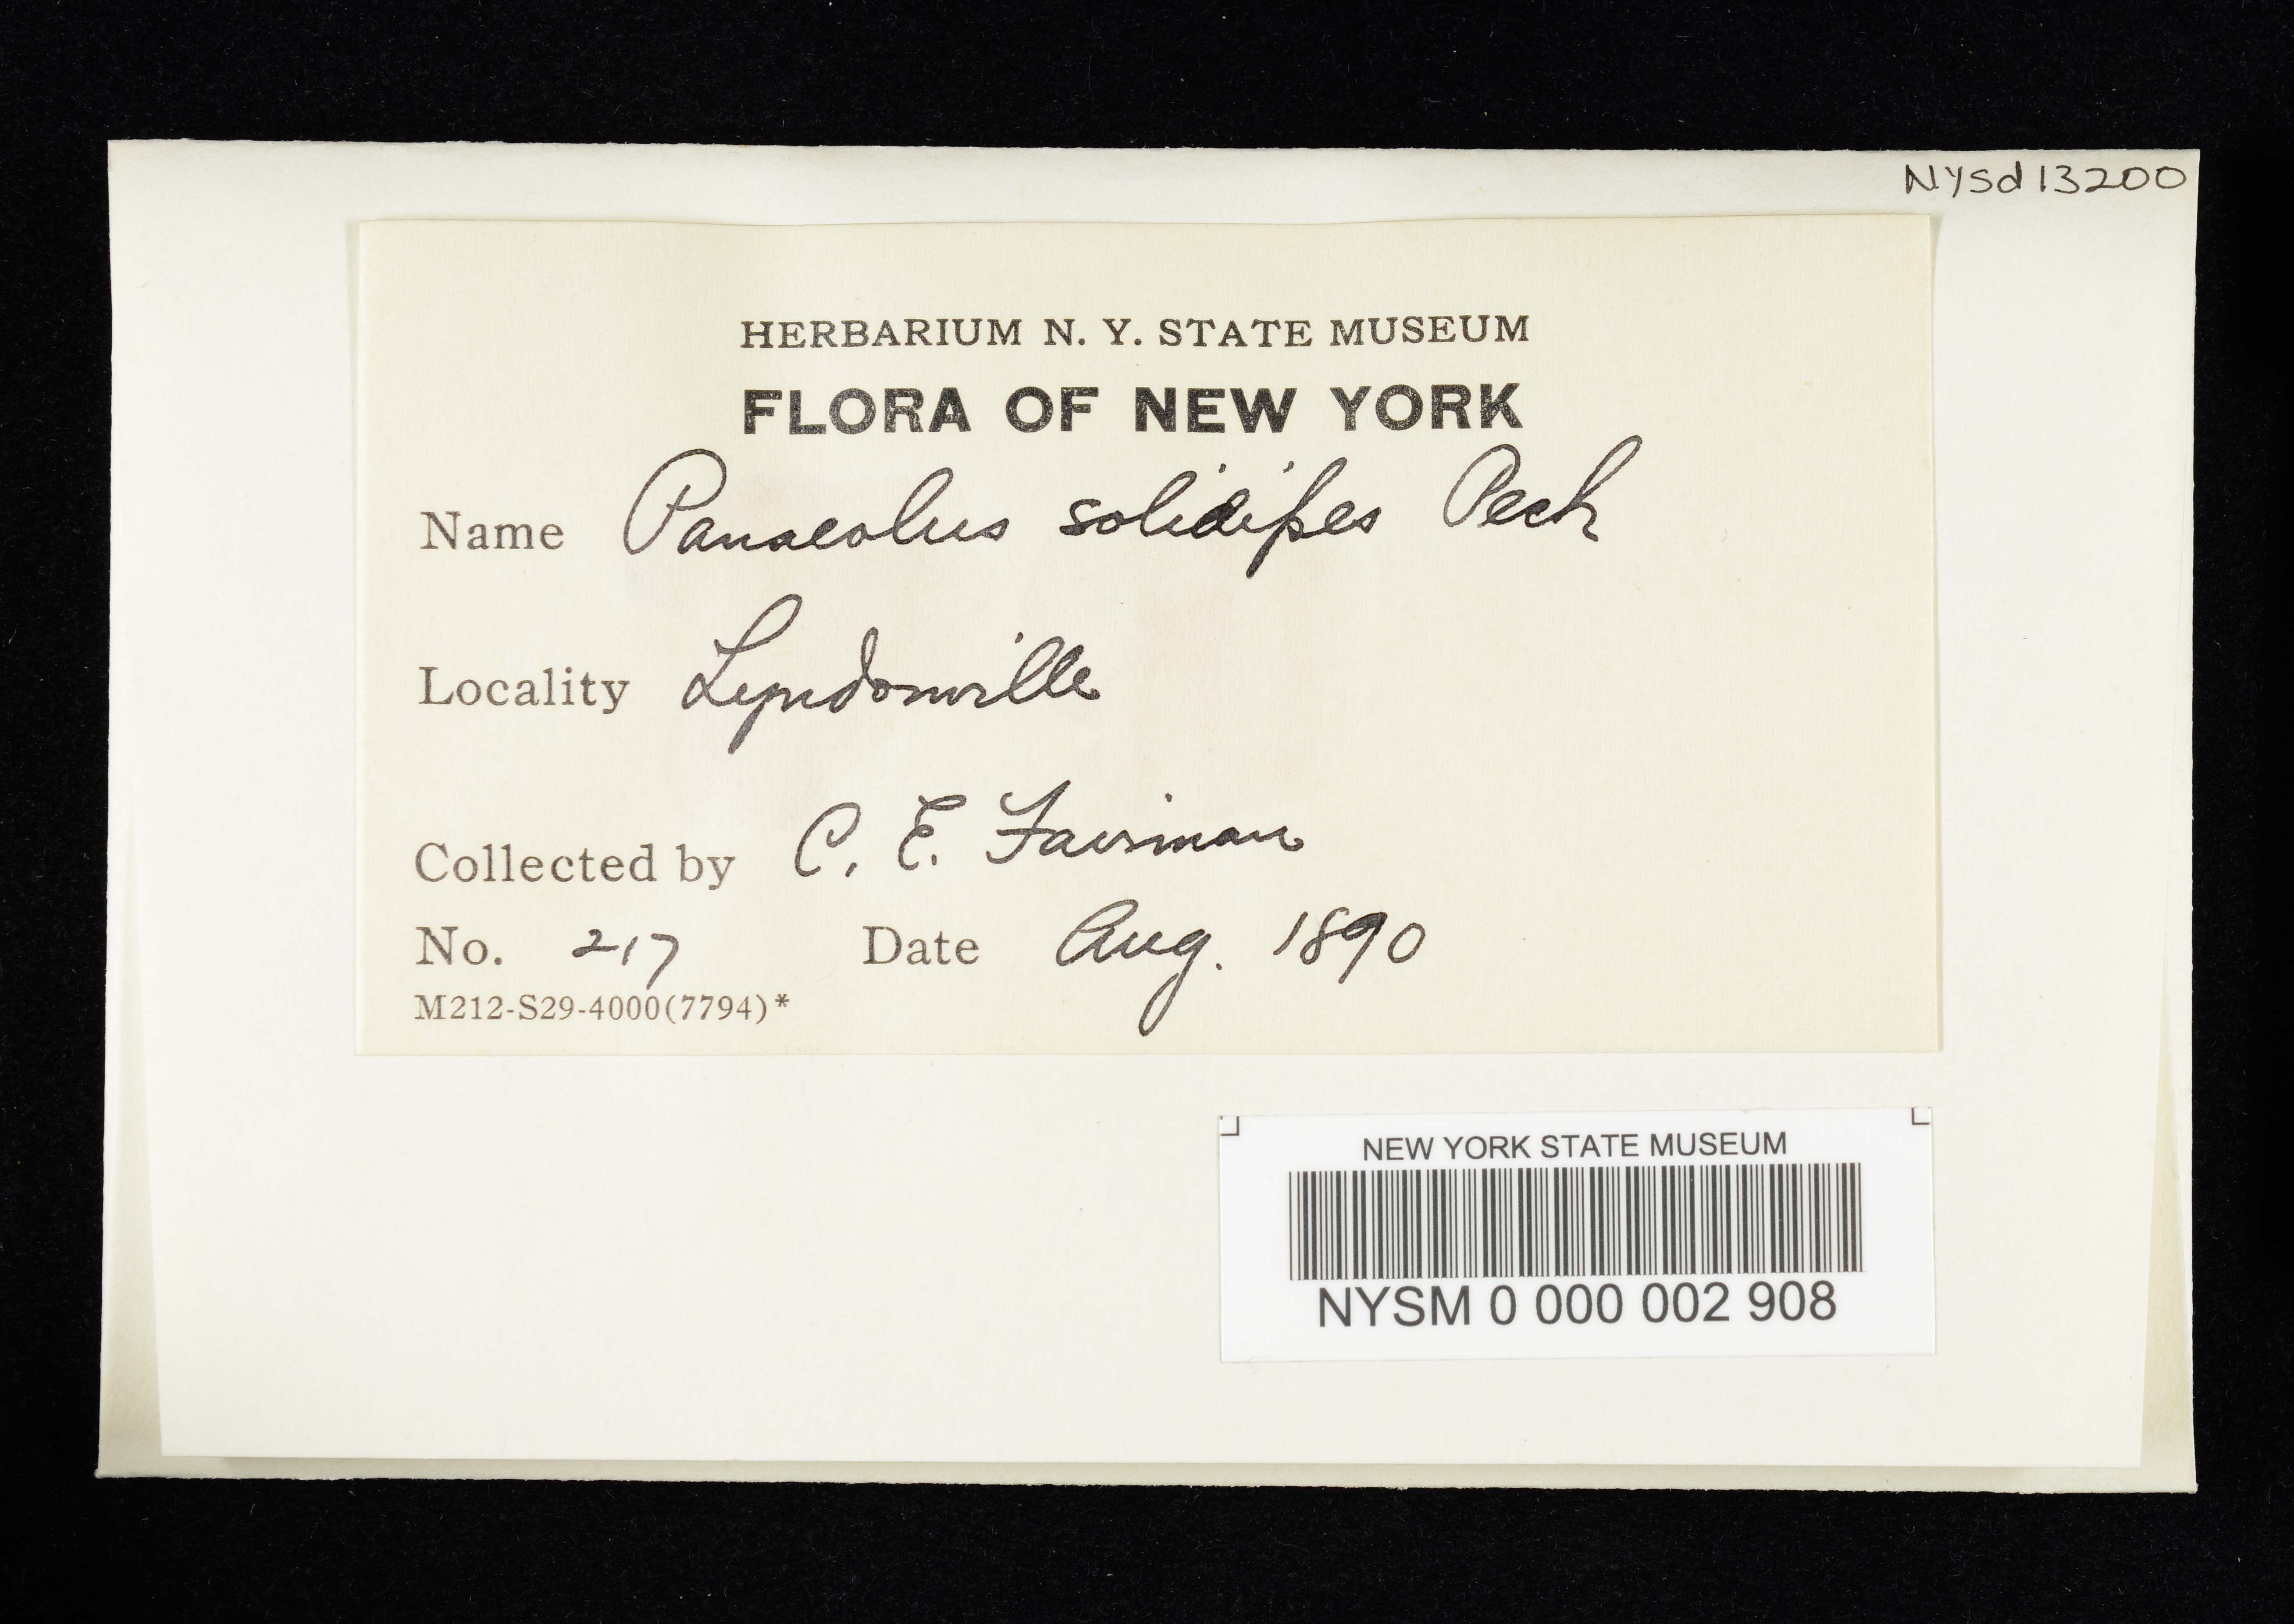 NYSd13200
HERBARIUM N. Y. STATE MUSEUM
FLORA OF NEW YORK
Name Panaeolus solidipes Peck
Locality Lyndonville
Collected by C. E. Fairman
No. 217 Date Aug. 1890
M212-S29-4000(7794)*
NEW YORK STATE MUSEUM
NYSM 0 000 002 908